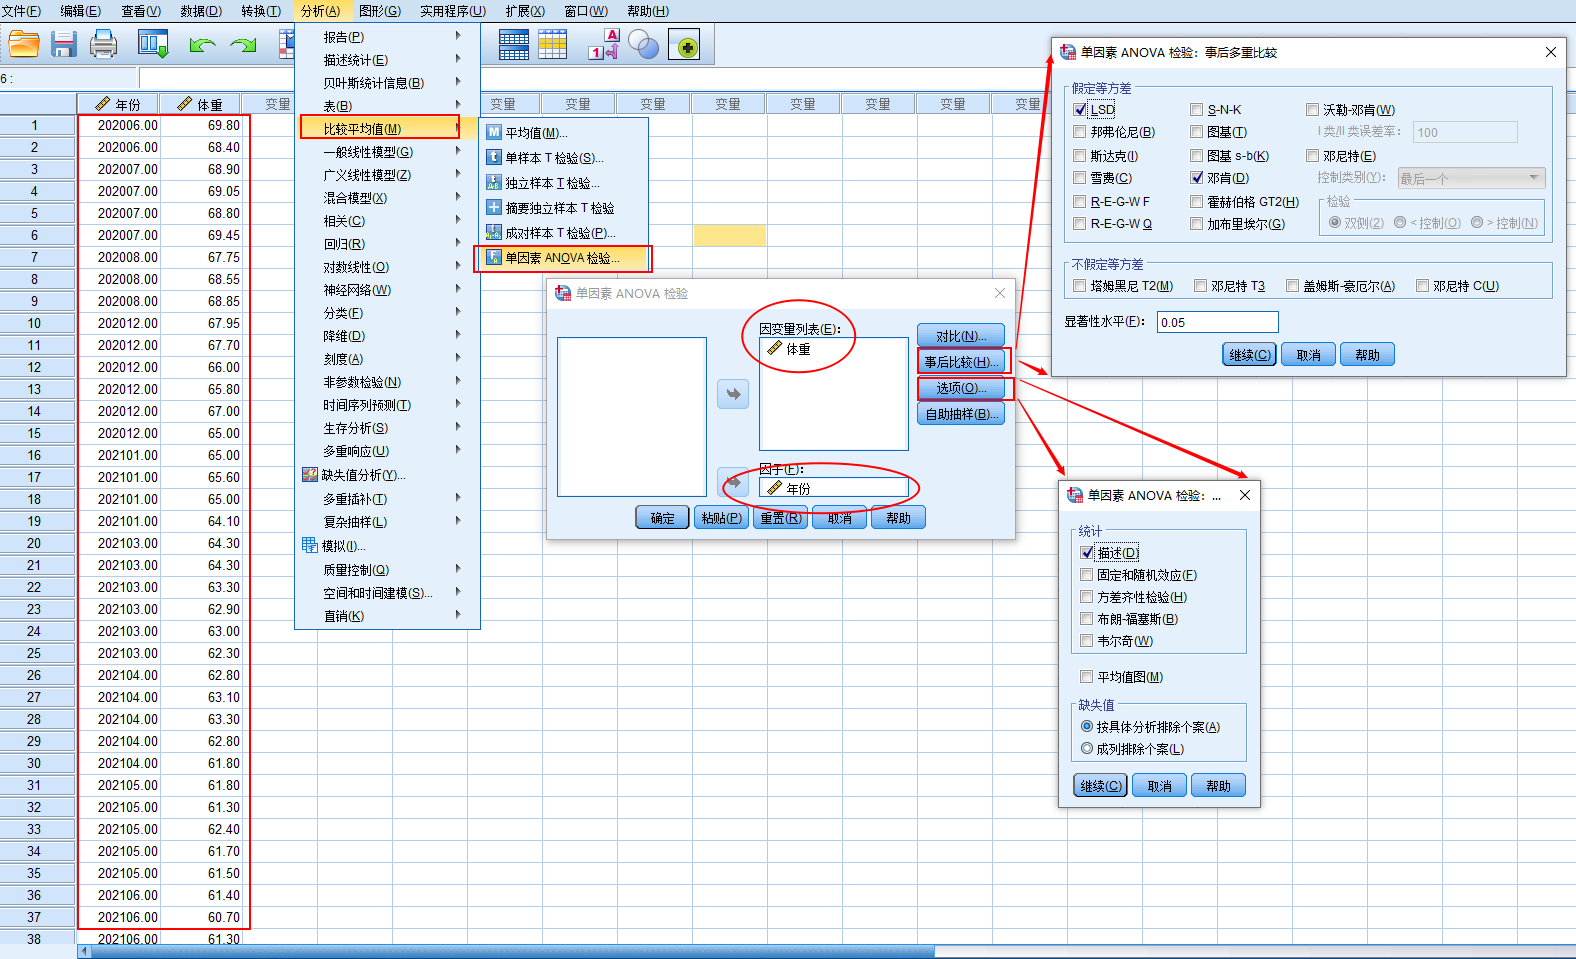 文件(F) 编辑(E) 查看(V) 数据(D) 转换(T) 分析(A) 图形(G) 实用程序(U) 扩展(X) 窗口(W) 帮助(H)
6 :
年份 体重 变量 变量 变量 变量 变量 变量 变量 变量 变量
1 202006.00 69.80
2 202006.00 68.40
3 202007.00 68.90
4 202007.00 69.05
5 202007.00 68.80
6 202007.00 69.45
7 202008.00 67.75
8 202008.00 68.55
9 202008.00 68.85
10 202012.00 67.95
11 202012.00 67.70
12 202012.00 66.00
13 202012.00 65.80
14 202012.00 67.00
15 202012.00 65.00
16 202101.00 65.00
17 202101.00 65.60
18 202101.00 65.00
19 202101.00 64.10
20 202103.00 64.30
21 202103.00 64.30
22 202103.00 63.30
23 202103.00 62.90
24 202103.00 63.00
25 202103.00 62.30
26 202104.00 62.80
27 202104.00 63.10
28 202104.00 63.30
29 202104.00 62.80
30 202104.00 61.80
31 202105.00 61.80
32 202105.00 61.30
33 202105.00 62.40
34 202105.00 61.70
35 202105.00 61.50
36 202106.00 61.40
37 202106.00 60.70
38 202106.00 61.30
报告(P)
描述统计(E)
贝叶斯统计信息(B)
表(B)
比较平均值(M)
一般线性模型(G)
广义线性模型(Z)
混合模型(X)
相关(C)
回归(R)
对数线性(O)
神经网络(W)
分类(F)
降维(D)
刻度(A)
非参数检验(N)
时间序列预测(T)
生存分析(S)
多重响应(U)
缺失值分析(Y)...
多重插补(T)
复杂抽样(L)
模拟(I)...
质量控制(Q)
空间和时间建模(S)...
直销(K)
平均值(M)...
单样本 T 检验(S)...
独立样本 T 检验...
摘要独立样本 T 检验
成对样本 T 检验(P)...
单因素 ANOVA 检验...
单因素 ANOVA 检验
因变量列表(E):
体重
因子(F):
年份
对比(N)...
事后比较(H)...
选项(O)...
自助抽样(B)...
确定 粘贴(P) 重置(R) 取消 帮助
单因素 ANOVA 检验：事后多重比较
假定等方差
LSD S-N-K 沃勒-邓肯(W)
邦弗伦尼(B) 图基(T) I 类/II 类误差率： 100
斯达克(I) 图基 s-b(K) 邓尼特(E)
雪费(C) 邓肯(D) 控制类别(Y)： 最后一个
R-E-G-W F 霍赫伯格 GT2(H) 检验
R-E-G-W Q 加布里埃尔(G) 双侧(2) < 控制(O) > 控制(N)
不假定等方差
塔姆黑尼 T2(M) 邓尼特 T3 盖姆斯-豪厄尔(A) 邓尼特 C(U)
显著性水平(F)： 0.05
继续(C) 取消 帮助
单因素 ANOVA 检验：...
统计
描述(D)
固定和随机效应(F)
方差齐性检验(H)
布朗-福塞斯(B)
韦尔奇(W)
平均值图(M)
缺失值
按具体分析排除个案(A)
成列排除个案(L)
继续(C) 取消 帮助